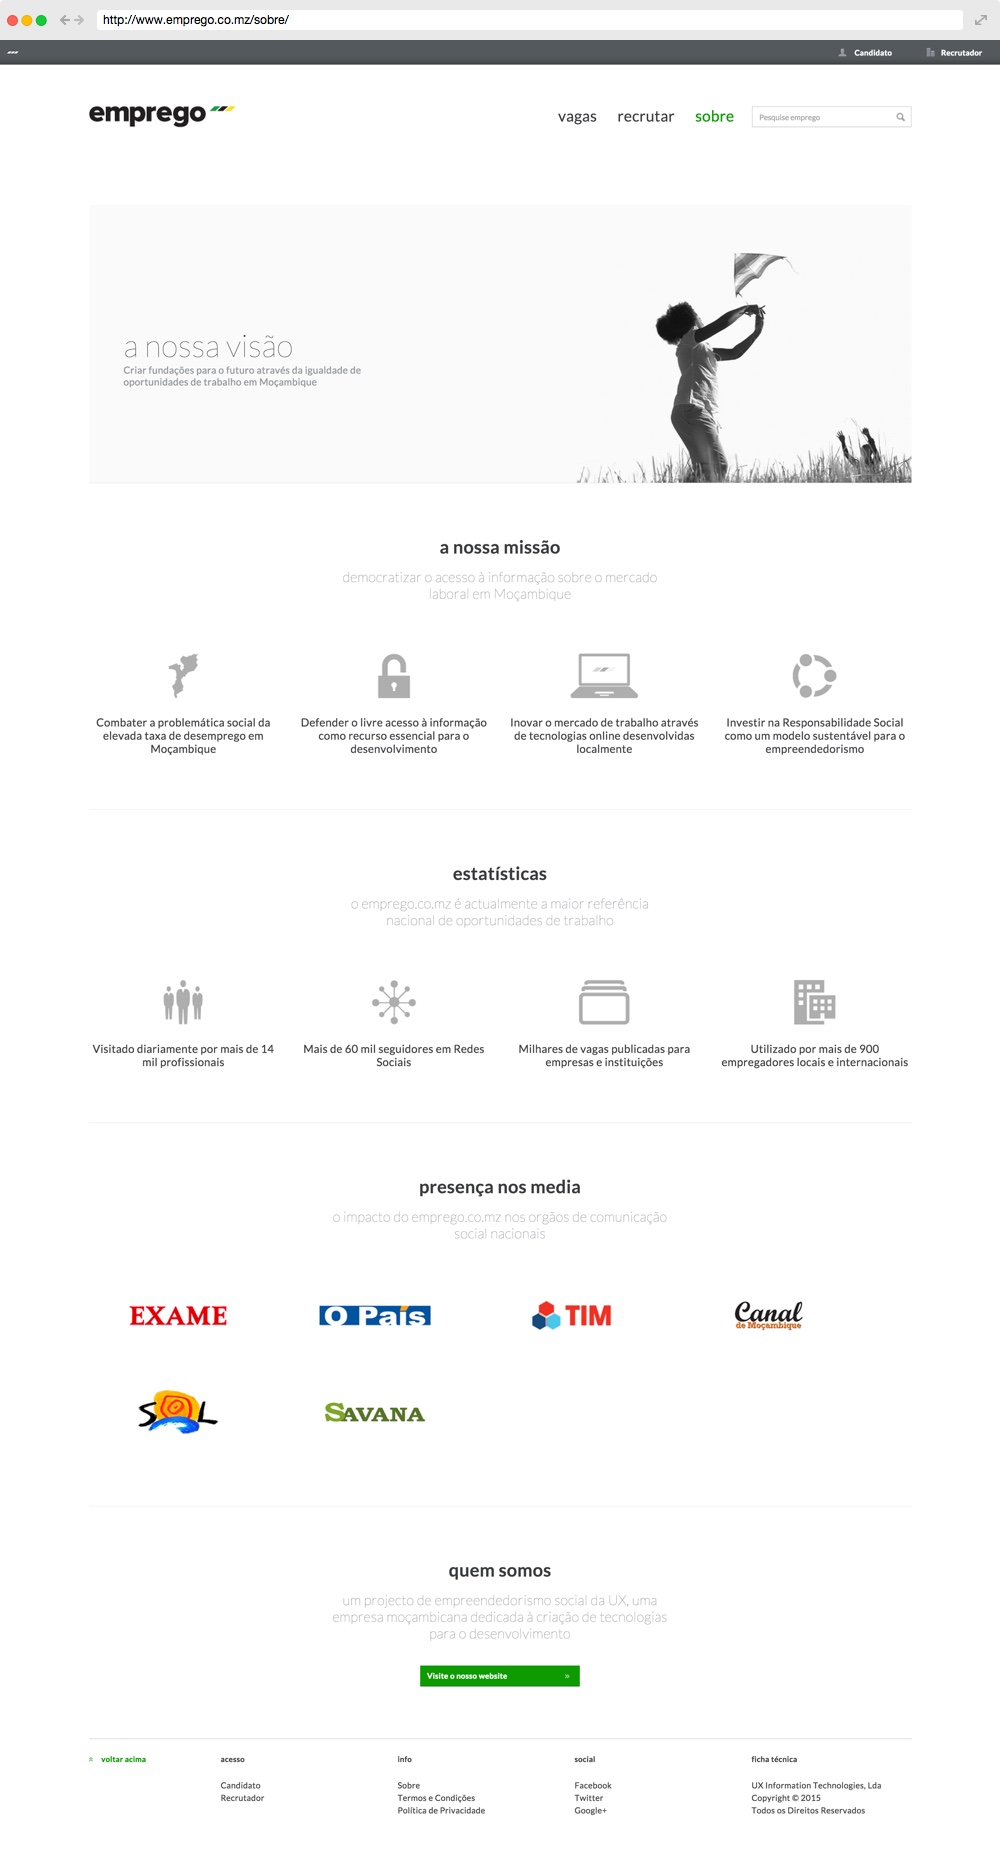 http://www.emprego.co.mz/sobre/
Candidato
Recrutador
emprego
vagas
recrutar
sobre
Pesquise emprego
a nossa visão
Criar fundações para o futuro através da igualdade de
oportunidades de trabalho em Moçambique
a nossa missão
democratizar o acesso à informação sobre o mercado
laboral em Moçambique
Combater a problemática social da
elevada taxa de desemprego em
Moçambique
Defender o livre acesso à informação
como recurso essencial para o
desenvolvimento
Inovar o mercado de trabalho através
de tecnologias online desenvolvidas
localmente
Investir na Responsabilidade Social
como um modelo sustentável para o
empreendedorismo
estatísticas
o emprego.co.mz é actualmente a maior referência
nacional de oportunidades de trabalho
Visitado diariamente por mais de 14
mil profissionais
Mais de 60 mil seguidores em Redes
Sociais
Milhares de vagas publicadas para
empresas e instituições
Utilizado por mais de 900
empregadores locais e internacionais
presença nos media
o impacto do emprego.co.mz nos orgãos de comunicação
social nacionais
EXAME
O País
TIM
Canal
de Moçambique
SOL
SAVANA
quem somos
um projecto de empreendedorismo social da UX, uma
empresa moçambicana dedicada à criação de tecnologias
para o desenvolvimento
Visite o nosso website »
voltar acima
acesso
Candidato
Recrutador
info
Sobre
Termos e Condições
Política de Privacidade
social
Facebook
Twitter
Google+
ficha técnica
UX Information Technologies, Lda
Copyright © 2015
Todos os Direitos Reservados